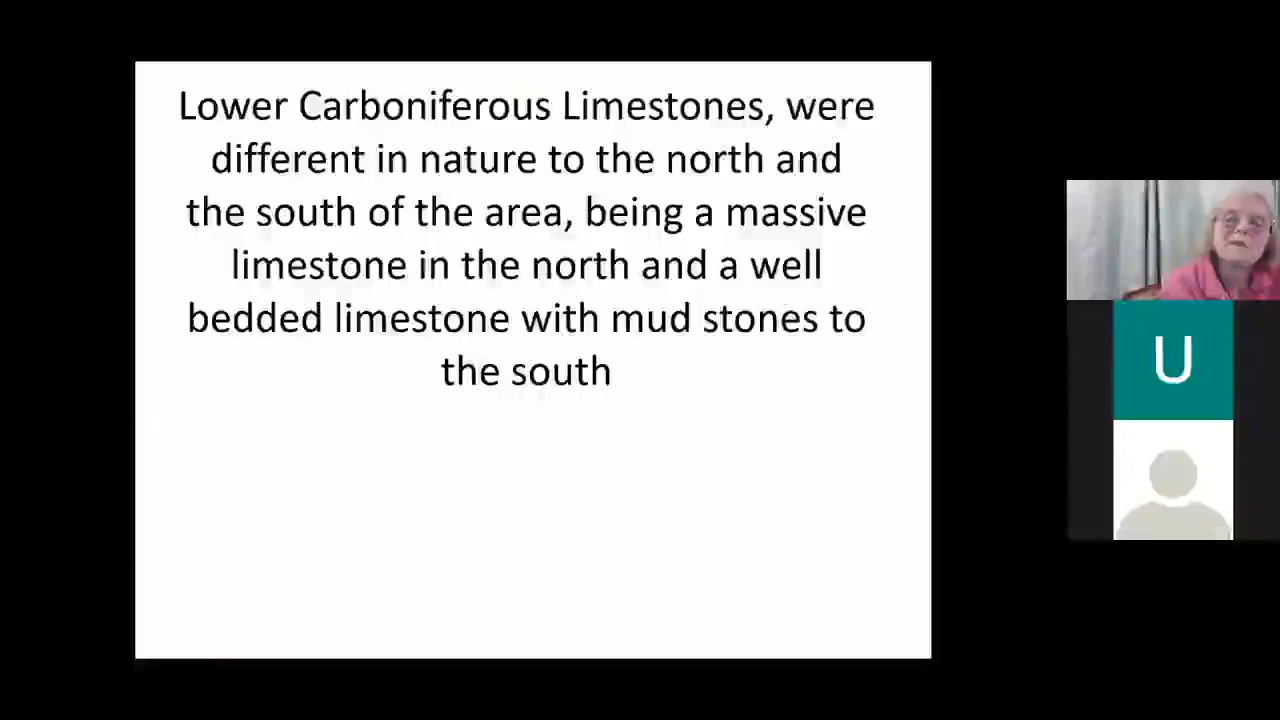 Lower Carboniferous Limestones, were
different in nature to the north and
the south of the area, being a massive
limestone in the north and a well
bedded limestone with mud stones to
the south
U